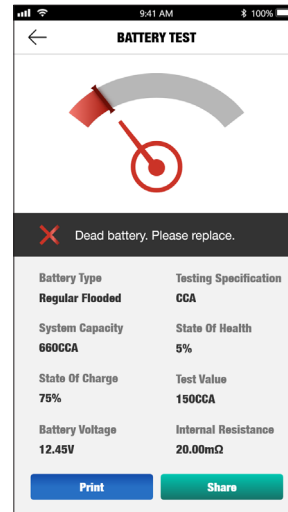 9:41 AM
100%
BATTERY TEST
Dead battery. Please replace.
Battery Type
Testing Specification
Regular Flooded
CCA
System Capacity
State Of Health
660CCA
5%
State Of Charge
Test Value
75%
150CCA
Battery Voltage
Internal Resistance
12.45V
20.00mΩ
Print
Share